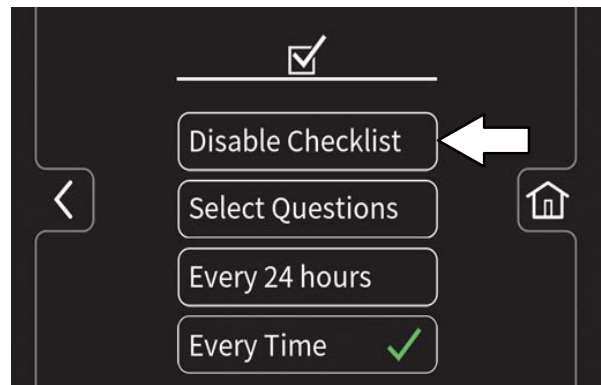 Disable Checklist
Select Questions
Every 24 hours
Every Time